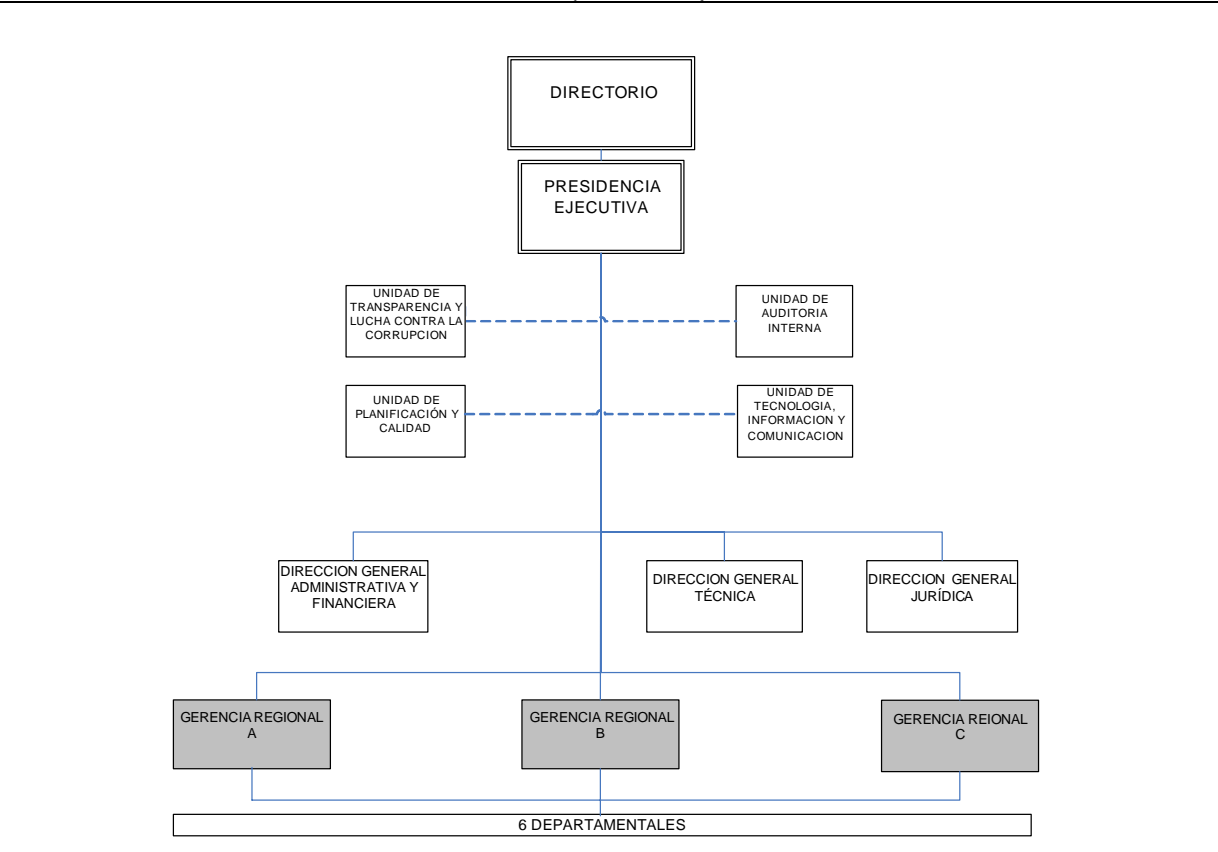 DIRECTORIO
PRESIDENCIA
EJECUTIVA
UNIDAD DE
TRANSPARENCIA Y
LUCHA CONTRA LA
CORRUPCION
UNIDAD DE
AUDITORIA
INTERNA
UNIDAD DE
PLANIFICACIÓN Y
CALIDAD
UNIDAD DE
TECNOLOGIA,
INFORMACION Y
COMUNICACION
DIRECCION GENERAL
ADMINISTRATIVA Y
FINANCIERA
DIRECCION GENERAL
TÉCNICA
DIRECCION GENERAL
JURÍDICA
GERENCIA REGIONAL
A
GERENCIA REGIONAL
B
GERENCIA REIONAL
C
6 DEPARTAMENTALES